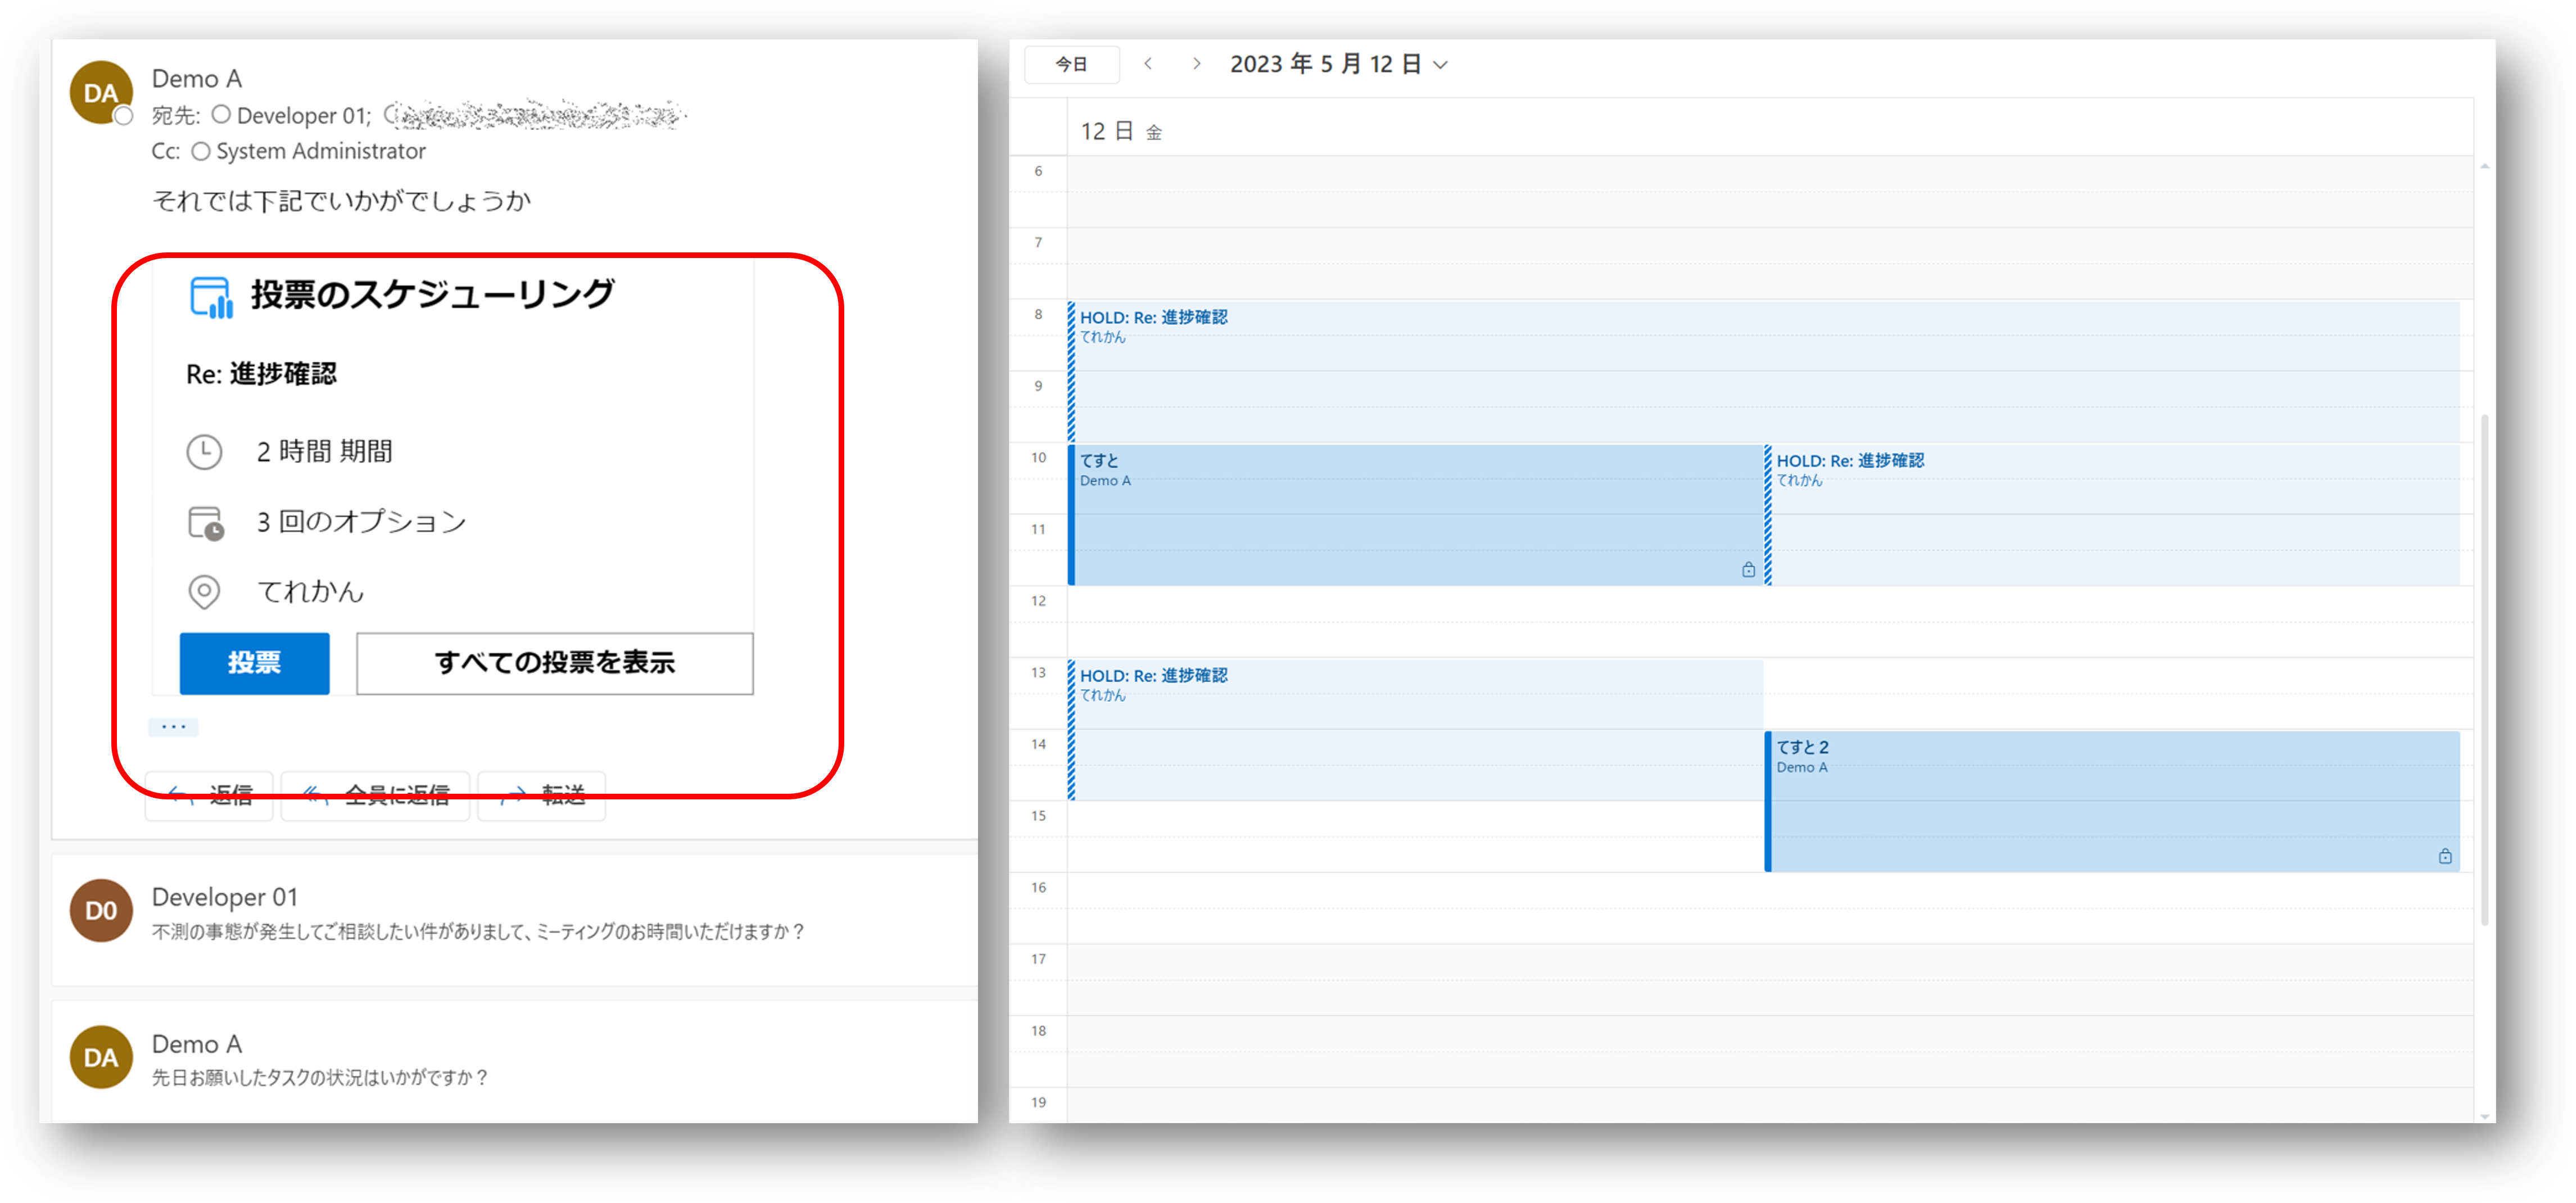 DA
Demo A
宛先: Developer 01;
Cc: System Administrator
それでは下記でいかがでしょうか
投票のスケジューリング
Re: 進捗確認
2 時間 期間
3 回のオプション
てれかん
投票
すべての投票を表示
...
返信
全員に返信
転送
D0
Developer 01
不測の事態が発生してご相談したい件がありまして、ミーティングのお時間いただけますか？
DA
Demo A
先日お願いしたタスクの状況はいかがですか？
今日
2023 年 5 月 12 日
12 日 金
6
7
8
HOLD: Re: 進捗確認
てれかん
9
10
てすと
Demo A
HOLD: Re: 進捗確認
てれかん
11
12
13
HOLD: Re: 進捗確認
てれかん
14
てすと２
Demo A
15
16
17
18
19